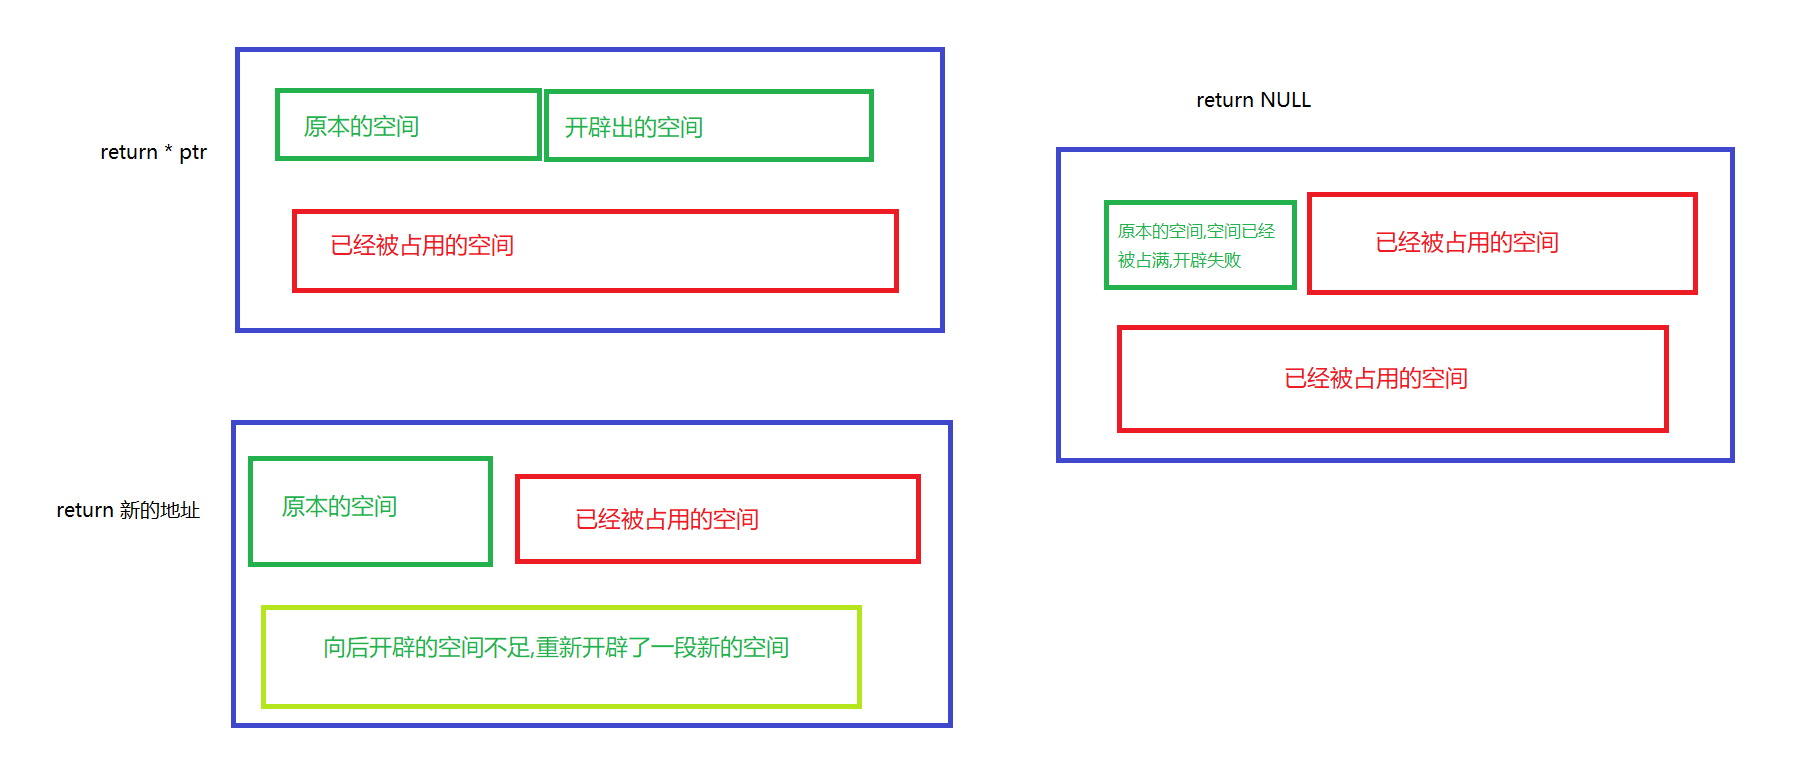 return * ptr
原本的空间
开辟出的空间
已经被占用的空间
return NULL
原本的空间,空间已经
被占满,开辟失败
已经被占用的空间
已经被占用的空间
return 新的地址
原本的空间
已经被占用的空间
向后开辟的空间不足,重新开辟了一段新的空间